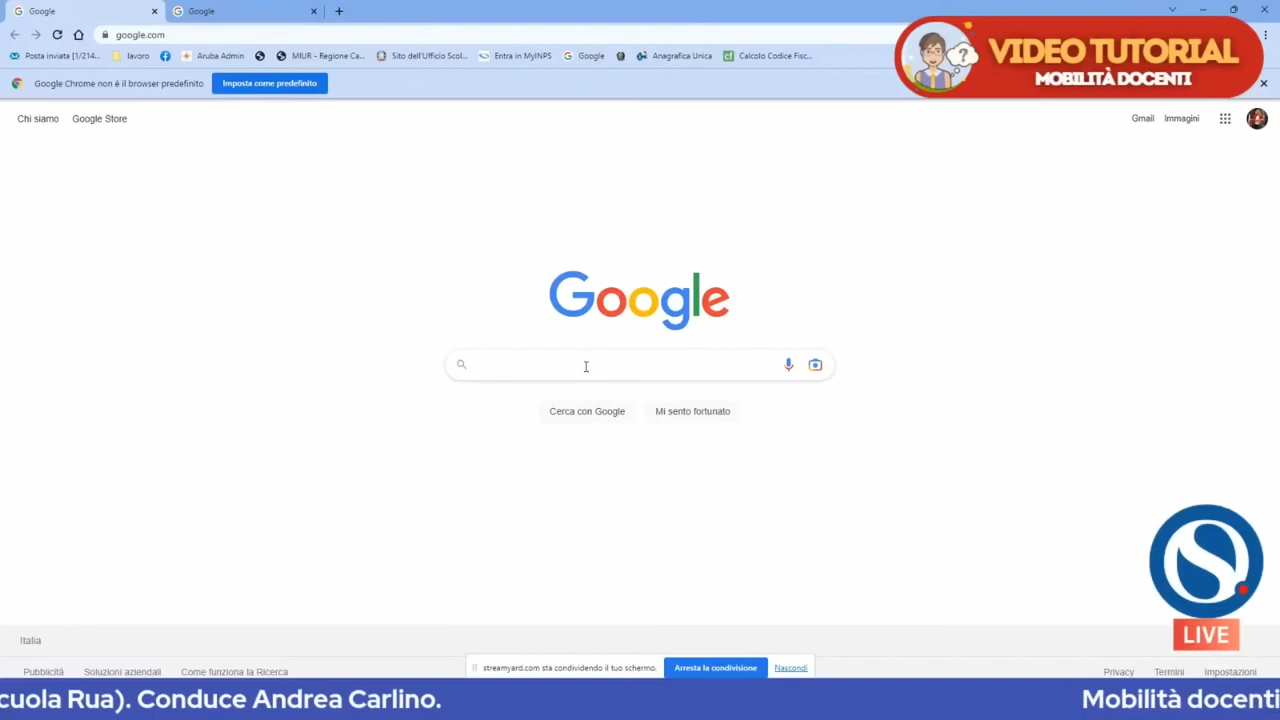 Google
Google
google.com
Posta inviata [1/214...
lavoro
Aruba Admin
MIUR - Regione Ca...
Sito dell'Ufficio Scol...
Entra in MyINPS
Google
Anagrafica Unica
Calcolo Codice Fisc...
VIDEO TUTORIAL
MOBILITÀ DOCENTI
Google Chrome non è il browser predefinito
Imposta come predefinito
Chi siamo
Google Store
Gmail
Immagini
Google
Cerca con Google
Mi sento fortunato
LIVE
Italia
Pubblicità
Soluzioni aziendali
Come funziona la Ricerca
streamyard.com sta condividendo il tuo schermo.
Arresta la condivisione
Nascondi
Privacy
Termini
Impostazioni
cuola Rua). Conduce Andrea Carlino.
Mobilità docenti